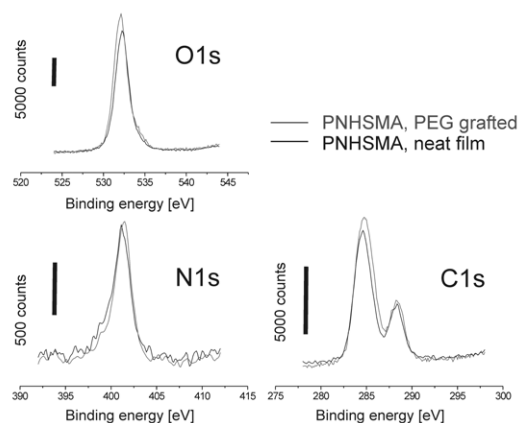 O1s
5000 counts
520 525 530 535 540 545
Binding energy [eV]
PNHSMA, PEG grafted
PNHSMA, neat film
N1s
500 counts
390 395 400 405 410 415
Binding energy [eV]
C1s
5000 counts
275 280 285 290 295 300
Binding energy [eV]